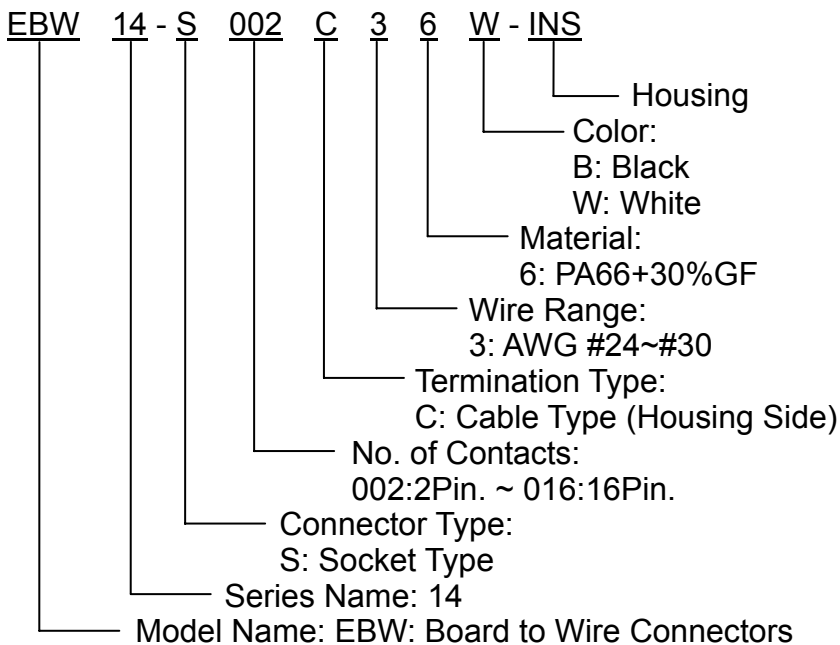 EBW 14 - S 002 C 3 6 W - INS
Housing
Color:
B: Black
W: White
Material:
6: PA66+30%GF
Wire Range:
3: AWG #24~#30
Termination Type:
C: Cable Type (Housing Side)
No. of Contacts:
002:2Pin. ~ 016:16Pin.
Connector Type:
S: Socket Type
Series Name: 14
Model Name: EBW: Board to Wire Connectors